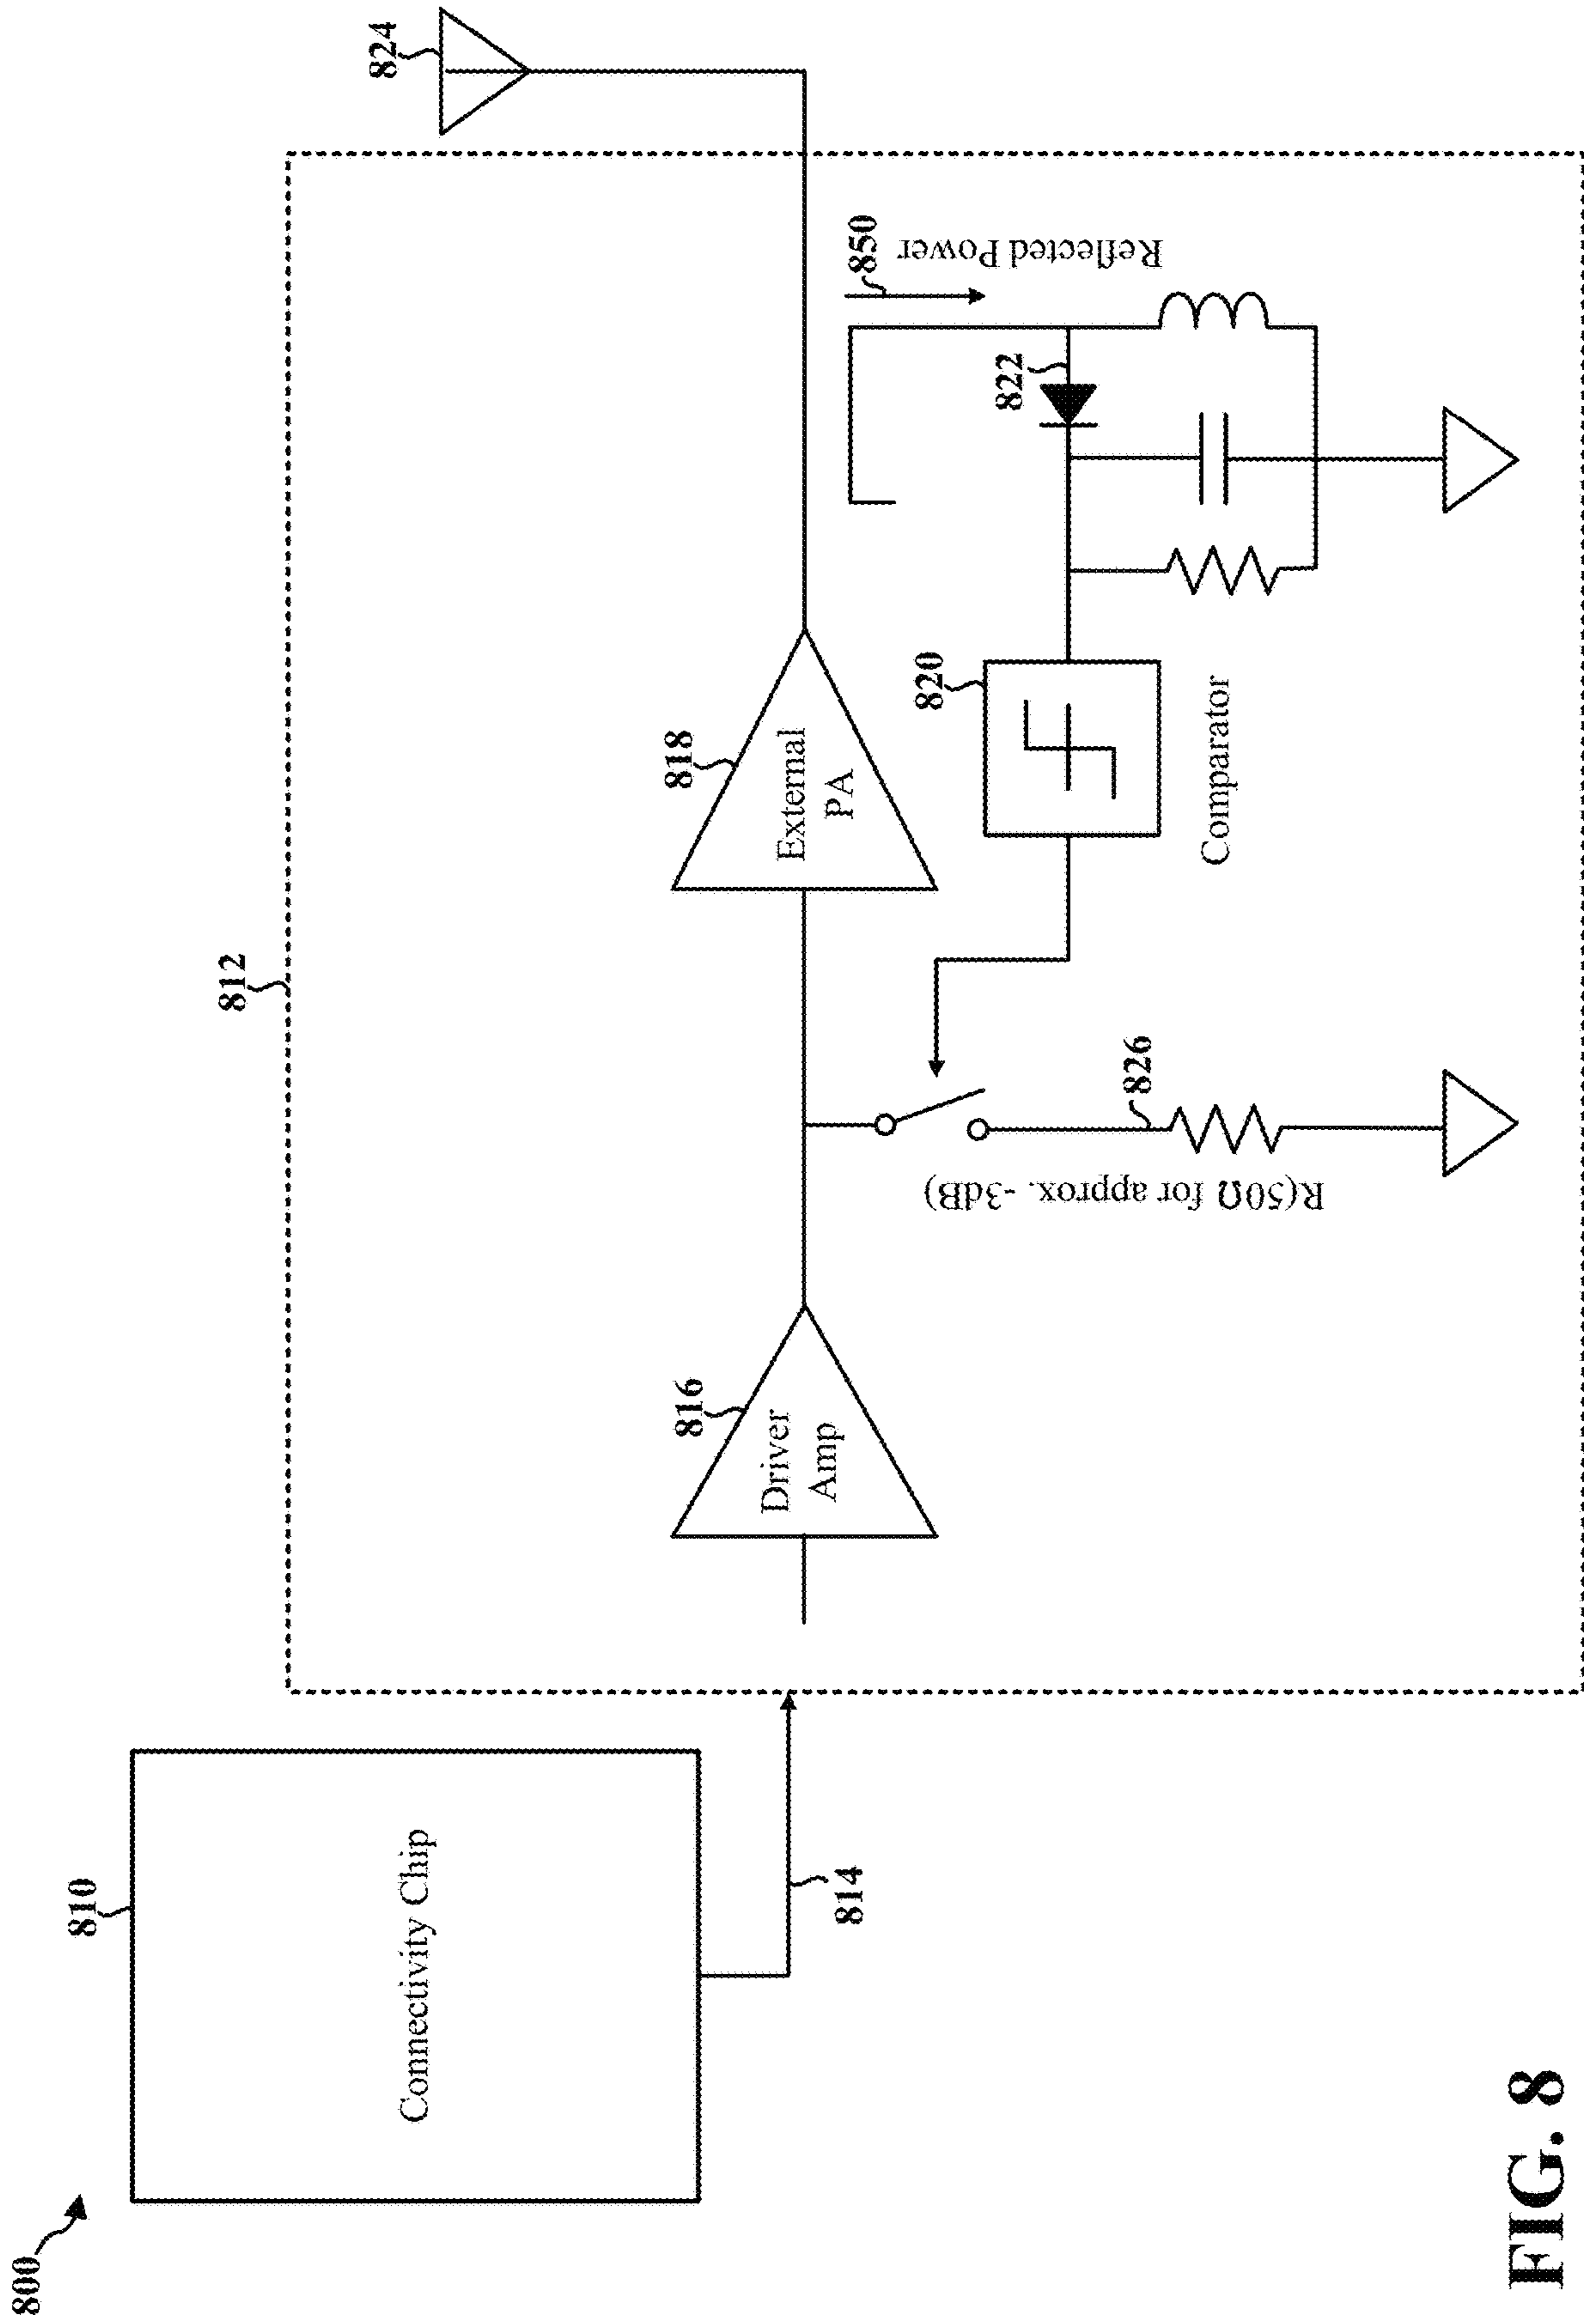 800
810
Connectivity Chip
814
812
816
Driver
Amp
818
External
PA
824
R(50Ω for approx. -3dB)
826
820
Comparator
822
850
Reflected Power
FIG. 8